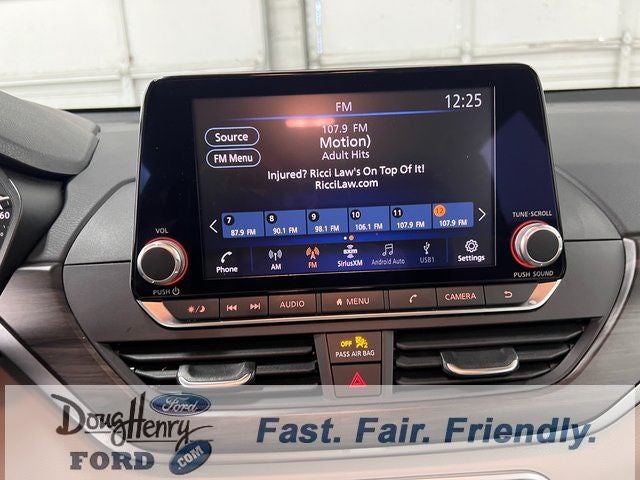 FM
12:25
Source
107.9 FM
Motion)
FM Menu
Adult Hits
Injured? Ricci Law's On Top Of It!
RicciLaw.com
7 8 9 10 11 12
87.9 FM 90.1 FM 98.1 FM 106.1 FM 107.9 FM 107.9 FM
Phone AM FM SiriusXM Android Auto USB1 Settings
VOL
TUNE·SCROLL
PUSH
PUSH SOUND
AUDIO MENU CAMERA
60
OFF
PASS AIR BAG
Ford
Doug Henry
FORD .COM
Fast. Fair. Friendly.